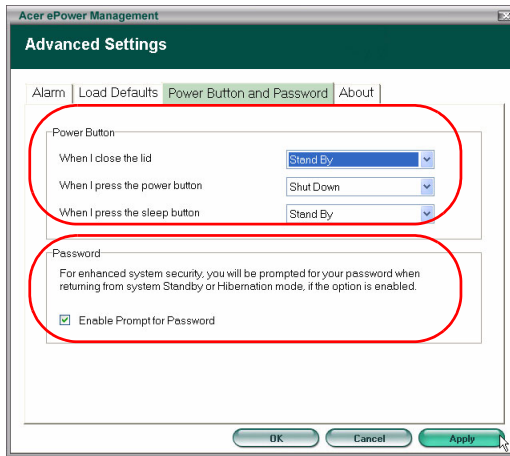 Acer ePower Management
Advanced Settings
Alarm Load Defaults Power Button and Password About
Power Button
When I close the lid Stand By
When I press the power button Shut Down
When I press the sleep button Stand By
Password
For enhanced system security, you will be prompted for your password when
returning from system Standby or Hibernation mode, if the option is enabled.
Enable Prompt for Password
OK Cancel Apply